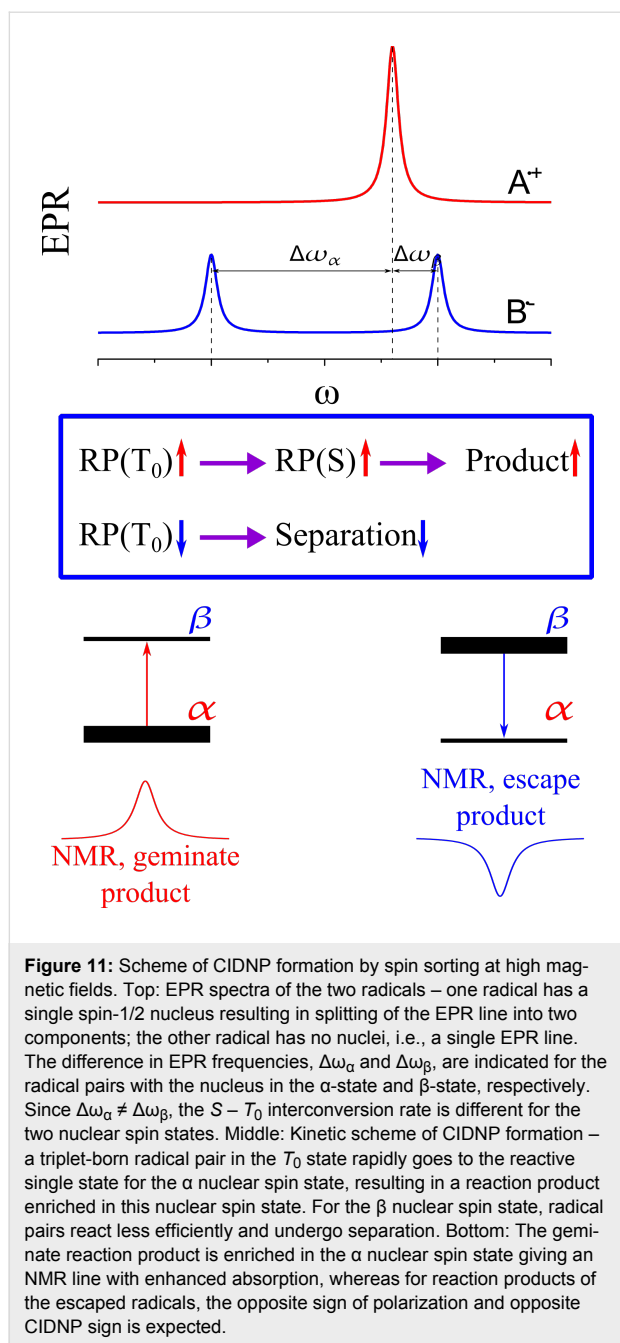 EPR
A•+
Δω_α
Δω
B•-
ω
RP(T₀) → RP(S) → Product
RP(T₀) → Separation
β
α
NMR, geminate
product
β
α
NMR, escape
product
Figure 11: Scheme of CIDNP formation by spin sorting at high mag-
netic fields. Top: EPR spectra of the two radicals – one radical has a
single spin-1/2 nucleus resulting in splitting of the EPR line into two
components; the other radical has no nuclei, i.e., a single EPR line.
The difference in EPR frequencies, Δωα and Δωβ, are indicated for the
radical pairs with the nucleus in the α-state and β-state, respectively.
Since Δωα ≠ Δωβ, the S – T₀ interconversion rate is different for the
two nuclear spin states. Middle: Kinetic scheme of CIDNP formation –
a triplet-born radical pair in the T₀ state rapidly goes to the reactive
single state for the α nuclear spin state, resulting in a reaction product
enriched in this nuclear spin state. For the β nuclear spin state, radical
pairs react less efficiently and undergo separation. Bottom: The gemi-
nate reaction product is enriched in the α nuclear spin state giving an
NMR line with enhanced absorption, whereas for reaction products of
the escaped radicals, the opposite sign of polarization and opposite
CIDNP sign is expected.